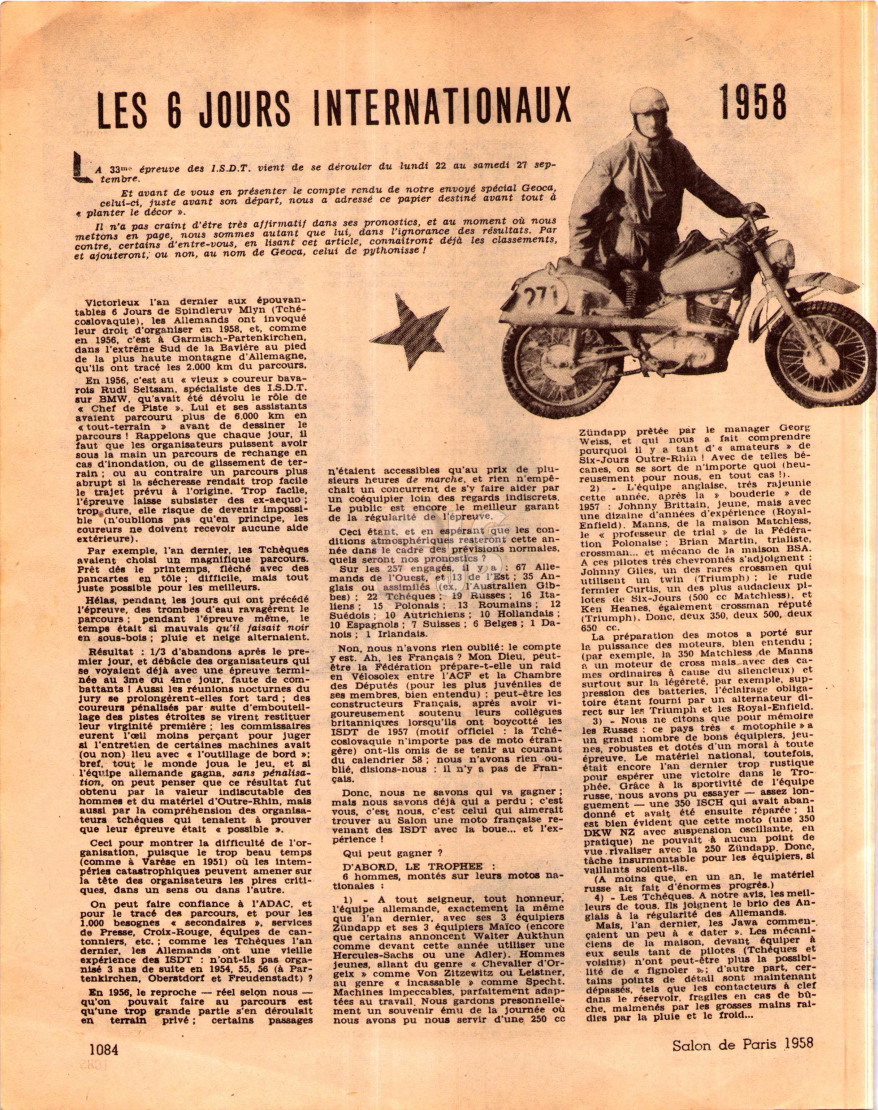 LES 6 JOURS INTERNATIONAUX 1958
LA 33me épreuve des I.S.D.T. vient de se dérouler du lundi 22 au samedi 27 sep-
tembre.
Et avant de vous en présenter le compte rendu de notre envoyé spécial Geoca,
celui-ci, juste avant son départ, nous a adressé ce papier destiné avant tout à
« planter le décor ».
Il n'a pas craint d'être très affirmatif dans ses pronostics, et au moment où nous
mettons en page, nous sommes autant que lui, dans l'ignorance des résultats. Par
contre, certains d'entre-vous, en lisant cet article, connaîtront déjà les classements,
et ajouteront, ou non, au nom de Geoca, celui de pythonisse !
271
Victorieux l'an dernier aux épouvan-
tables 6 Jours de Spindleruv Mlyn (Tché-
coslovaquie), les Allemands ont invoqué
leur droit d'organiser en 1958, et, comme
en 1956, c'est à Garmisch-Partenkirchen,
dans l'extrême Sud de la Bavière au pied
de la plus haute montagne d'Allemagne,
qu'ils ont tracé les 2.000 km du parcours.
En 1956, c'est au « vieux » coureur bava-
rois Rudi Seltsam, spécialiste des I.S.D.T.
sur BMW, qu'avait été dévolu le rôle de
« Chef de Piste ». Lui et ses assistants
avaient parcouru plus de 6.000 km en
« tout-terrain » avant de dessiner le
parcours ! Rappelons que chaque jour, il
faut que les organisateurs puissent avoir
sous la main un parcours de rechange en
cas d'inondation, ou de glissement de ter-
rain ; ou au contraire un parcours plus
abrupt si la sécheresse rendait trop facile
le trajet prévu à l'origine. Trop facile,
l'épreuve laisse subsister des ex-aequo ;
trop dure, elle risque de devenir impossi-
ble (n'oublions pas qu'en principe, les
coureurs ne doivent recevoir aucune aide
extérieure).
Par exemple, l'an dernier, les Tchèques
avaient choisi un magnifique parcours.
Prêt dès le printemps, fléché avec des
pancartes en tôle ; difficile, mais tout
juste possible pour les meilleurs.
Hélas, pendant les jours qui ont précédé
l'épreuve, des trombes d'eau ravagèrent le
parcours ; pendant l'épreuve même, le
temps était si mauvais qu'il faisait noir
en sous-bois ; pluie et neige alternaient.
Résultat : 1/3 d'abandons après le pre-
mier jour, et débâcle des organisateurs qui
se voyaient déjà avec une épreuve termi-
née au 3me ou 4me jour, faute de com-
battants ! Aussi les réunions nocturnes du
jury se prolongèrent-elles fort tard ; des
coureurs pénalisés par suite d'embouteil-
lage des pistes étroites se virent restituer
leur virginité première ; les commissaires
eurent l'œil moins perçant pour juger
si l'entretien de certaines machines avait
(ou non) lieu avec « l'outillage de bord » ;
bref, tout le monde joua le jeu, et si
l'équipe allemande gagna, sans pénalisa-
tion, on peut penser que ce résultat fut
obtenu par la valeur indiscutable des
hommes et du matériel d'Outre-Rhin, mais
aussi par la compréhension des organisa-
teurs tchèques qui tenaient à prouver
que leur épreuve était « possible ».
Ceci pour montrer la difficulté de l'or-
ganisation, puisque le trop beau temps
(comme à Varèse en 1951) où les intem-
péries catastrophiques peuvent amener sur
la tête des organisateurs les pires criti-
ques, dans un sens ou dans l'autre.
On peut faire confiance à l'ADAC, et
pour le tracé des parcours, et pour les
1.000 besognes « secondaires », services
de Presse, Croix-Rouge, équipes de can-
tonniers, etc. ; comme les Tchèques l'an
dernier, les Allemands ont une vieille
expérience des ISDT : n'ont-ils pas orga-
nisé 3 ans de suite en 1954, 55, 56 (à Par-
tenkirchen, Oberstdorf et Freudenstadt) ?
En 1956, le reproche — réel selon nous —
qu'on pouvait faire au parcours est
qu'une trop grande partie s'en déroulait
en terrain privé ; certains passages
n'étaient accessibles qu'au prix de plu-
sieurs heures de marche, et rien n'empê-
chait un concurrent de s'y faire aider par
un coéquipier loin des regards indiscrets.
Le public est encore le meilleur garant
de la régularité de l'épreuve.
Ceci étant, et en espérant que les con-
ditions atmosphériques resteront cette an-
née dans le cadre des prévisions normales,
quels seront nos pronostics ?
Sur les 257 engagés, il y a : 67 Alle-
mands de l'Ouest, et 13 de l'Est ; 35 An-
glais ou assimilés (ex. l'Australien Gib-
bes) ; 22 Tchèques ; 19 Russes ; 16 Ita-
liens ; 15 Polonais ; 13 Roumains ; 12
Suédois ; 10 Autrichiens ; 10 Hollandais ;
10 Espagnols ; 7 Suisses ; 6 Belges ; 1 Da-
nois ; 1 Irlandais.
Non, nous n'avons rien oublié: le compte
y est. Ah, les Français ? Mon Dieu, peut-
être la Fédération prépare-t-elle un raid
en Vélosolex entre l'ACF et la Chambre
des Députés (pour les plus juvéniles de
ses membres, bien entendu) ; peut-être les
constructeurs Français, après avoir vi-
goureusement soutenu leurs collègues
britanniques lorsqu'ils ont boycotté les
ISDT de 1957 (motif officiel : la Tché-
coslovaquie n'importe pas de moto étran-
gère) ont-ils omis de se tenir au courant
du calendrier 58 ; nous n'avons rien ou-
blié, disions-nous : il n'y a pas de Fran-
çais.
Donc, nous ne savons qui va gagner ;
mais nous savons déjà qui a perdu ; c'est
vous, c'est nous, c'est celui qui aimerait
trouver au Salon une moto française re-
venant des ISDT avec la boue... et l'ex-
périence !
Qui peut gagner ?
D'ABORD, LE TROPHEE :
6 hommes, montés sur leurs motos na-
tionales :
1) - A tout seigneur, tout honneur,
l'équipe allemande, exactement la même
que l'an dernier, avec ses 3 équipiers
Zündapp et ses 3 équipiers Maïco (encore
que certains annoncent Walter Aukthun
comme devant cette année utiliser une
Hercules-Sachs ou une Adler). Hommes
jeunes, allant du genre « Chevalier d'Or-
geix » comme Von Zitzewitz ou Leistner,
au genre « incassable » comme Specht.
Machines impeccables, parfaitement adap-
tées au travail. Nous gardons presonnelle-
ment un souvenir ému de la journée où
nous avons pu nous servir d'une 250 cc
Zündapp prêtée par le manager Georg
Weiss, et qui nous a fait comprendre
pourquoi il y a tant d'« amateurs » de
Six-Jours Outre-Rhin ! Avec de telles bé-
canes, on se sort de n'importe quoi (heu-
reusement pour nous, en tout cas !).
2) - L'équipe anglaise, très rajeunie
cette année, après la « bouderie » de
1957 : Johnny Brittain, jeune, mais avec
une dizaine d'années d'expérience (Royal-
Enfield). Manns, de la maison Matchless,
le « professeur de trial » de la Fédéra-
tion Polonaise ; Brian Martin, trialiste,
crossman... et mécano de la maison BSA.
A ces pilotes très chevronnés s'adjoignent :
Johnny Giles, un des rares crossmen qui
utilisent un twin (Triumph) ; le rude
fermier Curtis, un des plus audacieux pi-
lotes de Six-Jours (500 cc Matchless), et
Ken Heanes, également crossman réputé
(Triumph). Donc, deux 350, deux 500, deux
650 cc.
La préparation des motos a porté sur
la puissance des moteurs, bien entendu ;
(par exemple, la 350 Matchless de Manns
a un moteur de cross mais avec des ca-
mes ordinaires à cause du silencieux) et
surtout sur la légèreté, par exemple, sup-
pression des batteries, l'éclairage obliga-
toire étant fourni par un alternateur di-
rect sur les Triumph et les Royal-Enfield.
3) - Nous ne citons que pour mémoire
les Russes : ce pays très « motophile » a
un grand nombre de bons équipiers, jeu-
nes, robustes et dotés d'un moral à toute
épreuve. Le matériel national, toutefois,
était encore l'an dernier trop rustique
pour espérer une victoire dans le Tro-
phée. Grâce à la sportivité de l'équipe
russe, nous avons pu essayer — assez lon-
guement — une 350 ISCH qui avait aban-
donné et avait été ensuite réparée ; il
est bien évident que cette moto (une 350
DKW NZ avec suspension oscillante, en
pratique) ne pouvait à aucun point de
vue rivaliser avec la 250 Zündapp. Donc,
tâche insurmontable pour les équipiers, si
vaillants soient-ils.
(A moins que, en un an, le matériel
russe ait fait d'énormes progrès.)
4) - Les Tchèques. A notre avis, les meil-
leurs de tous. Ils joignent le brio des An-
glais à la régularité des Allemands.
Mais, l'an dernier, les Jawa commen-
çaient un peu à « dater ». Les mécani-
ciens de la maison, devant équiper à
eux seuls tant de pilotes (Tchèques et
voisins) n'ont peut-être plus la possibi-
lité de « fignoler » ; d'autre part, cer-
tains points de détail sont maintenant
dépassés, tels que les contacteurs à clef
dans le réservoir, fragiles en cas de bû-
che, malmenés par les grosses mains rai-
dies par la pluie et le froid...
1084
Salon de Paris 1958